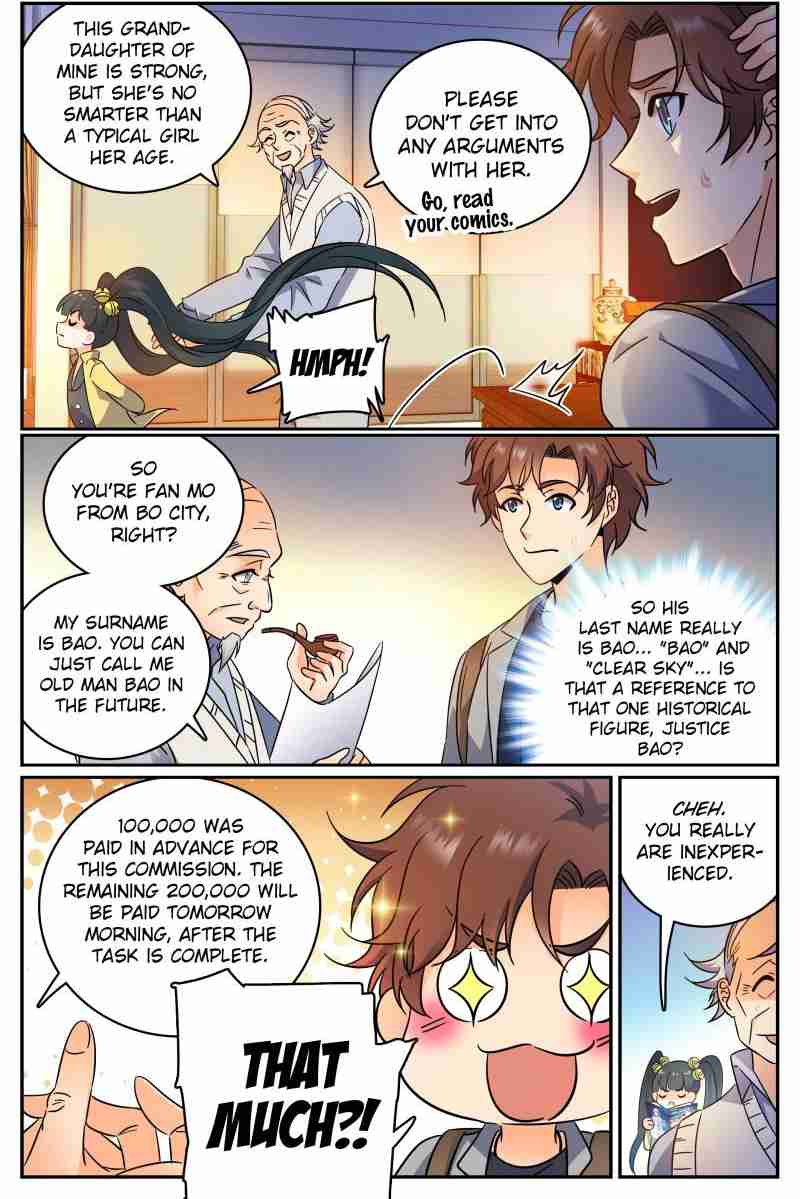 THIS GRAND-
DAUGHTER OF
MINE IS STRONG,
BUT SHE'S NO
SMARTER THAN
A TYPICAL GIRL
HER AGE.
PLEASE
DON'T GET INTO
ANY ARGUMENTS
WITH HER.
Go, read
your comics.
HMPH!
SO
YOU'RE FAN MO
FROM BO CITY,
RIGHT?
MY SURNAME
IS BAO. YOU CAN
JUST CALL ME
OLD MAN BAO IN
THE FUTURE.
SO HIS
LAST NAME REALLY
IS BAO... "BAO" AND
"CLEAR SKY"... IS
THAT A REFERENCE TO
THAT ONE HISTORICAL
FIGURE, JUSTICE
BAO?
100,000 WAS
PAID IN ADVANCE FOR
THIS COMMISSION. THE
REMAINING 200,000 WILL
BE PAID TOMORROW
MORNING, AFTER THE
TASK IS COMPLETE.
THAT
MUCH?!
CHEH.
YOU REALLY
ARE INEXPER-
IENCED.